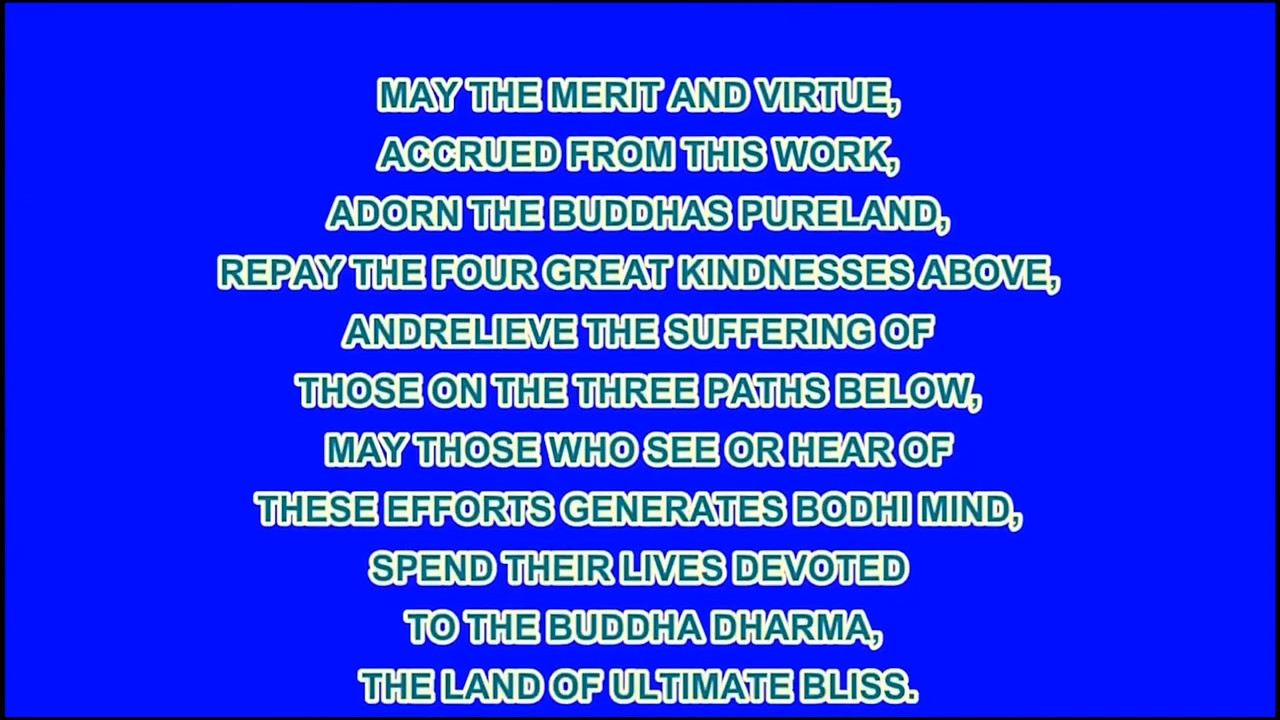 MAY THE MERIT AND VIRTUE,
ACCRUED FROM THIS WORK,
ADORN THE BUDDHAS PURELAND,
REPAY THE FOUR GREAT KINDNESSES ABOVE,
ANDRELIEVE THE SUFFERING OF
THOSE ON THE THREE PATHS BELOW,
MAY THOSE WHO SEE OR HEAR OF
THESE EFFORTS GENERATES BODHI MIND,
SPEND THEIR LIVES DEVOTED
TO THE BUDDHA DHARMA,
THE LAND OF ULTIMATE BLISS.